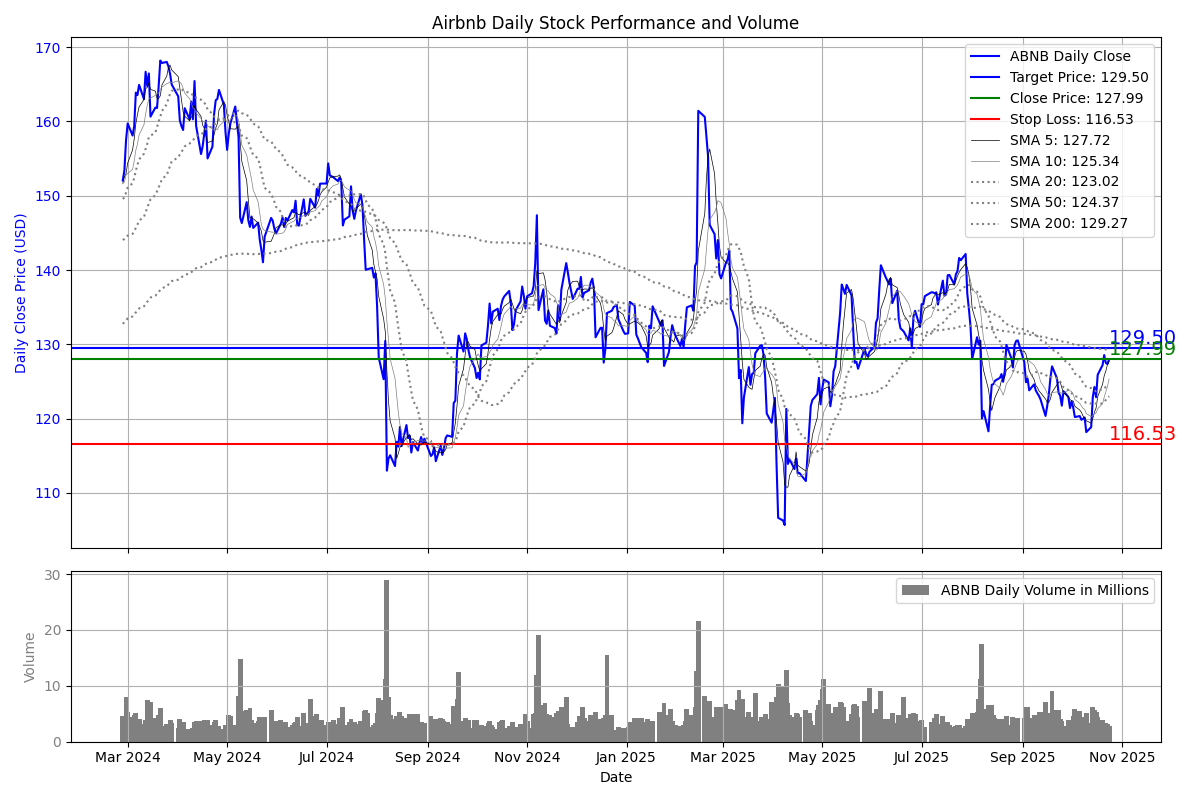 Airbnb Daily Stock Performance and Volume
170
160
150
140
130
120
110
Daily Close Price (USD)
ABNB Daily Close
Target Price: 129.50
Close Price: 127.99
Stop Loss: 116.53
SMA 5: 127.72
SMA 10: 125.34
SMA 20: 123.02
SMA 50: 124.37
SMA 200: 129.27
129.50
127.99
116.53
30
20
10
0
Volume
ABNB Daily Volume in Millions
Mar 2024 May 2024 Jul 2024 Sep 2024 Nov 2024 Jan 2025 Mar 2025 May 2025 Jul 2025 Sep 2025 Nov 2025
Date